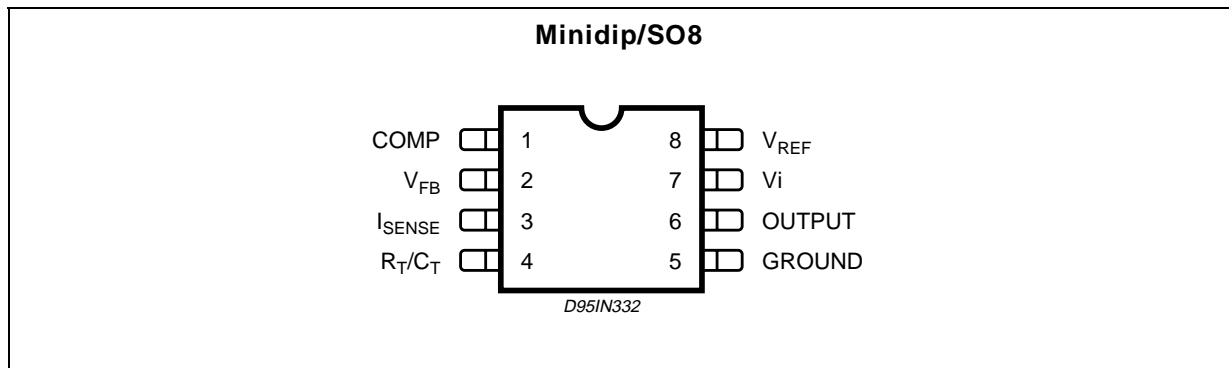 Minidip/SO8
COMP 1 8 VREF
VFB 2 7 Vi
ISENSE 3 6 OUTPUT
RT/CT 4 5 GROUND
D95IN332